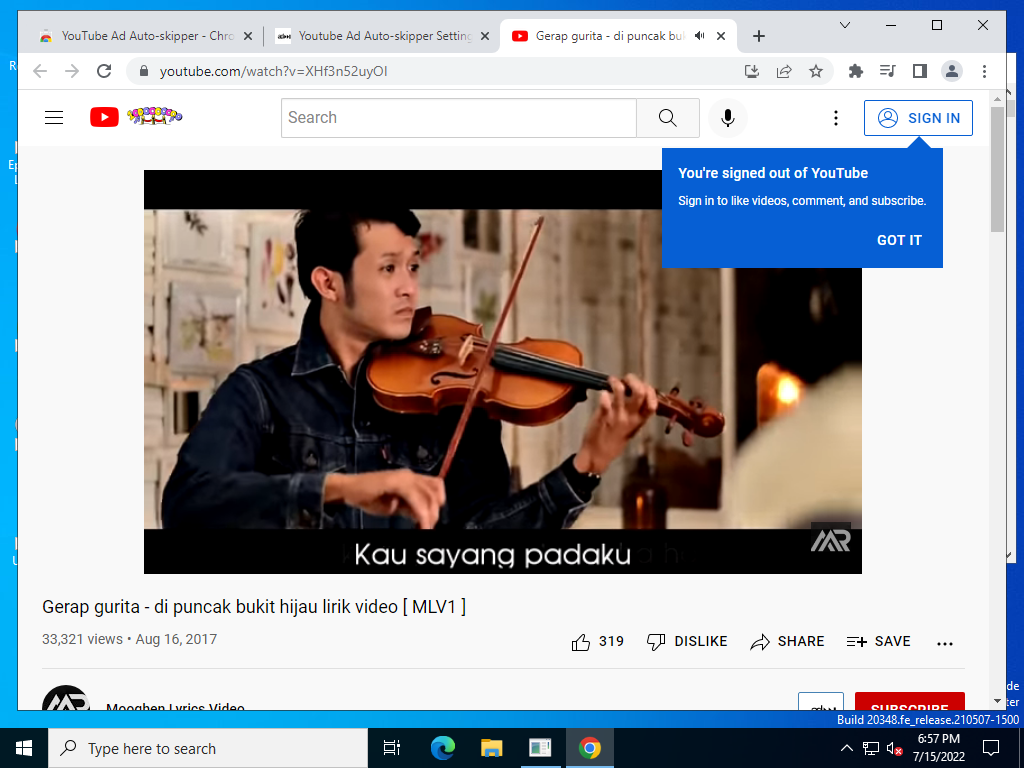 YouTube Ad Auto-skipper - Chro
Youtube Ad Auto-skipper Setting
Gerap gurita - di puncak buki
youtube.com/watch?v=XHf3n52uyOI
Search
SIGN IN
You're signed out of YouTube
Sign in to like videos, comment, and subscribe.
GOT IT
Kau sayang padaku
MR
Gerap gurita - di puncak bukit hijau lirik video [ MLV1 ]
33,321 views • Aug 16, 2017
319
DISLIKE
SHARE
SAVE
Mooghen Lyrics Video
SUBSCRIBE
Build 20348.fe_release.210507-1500
Type here to search
6:57 PM
7/15/2022